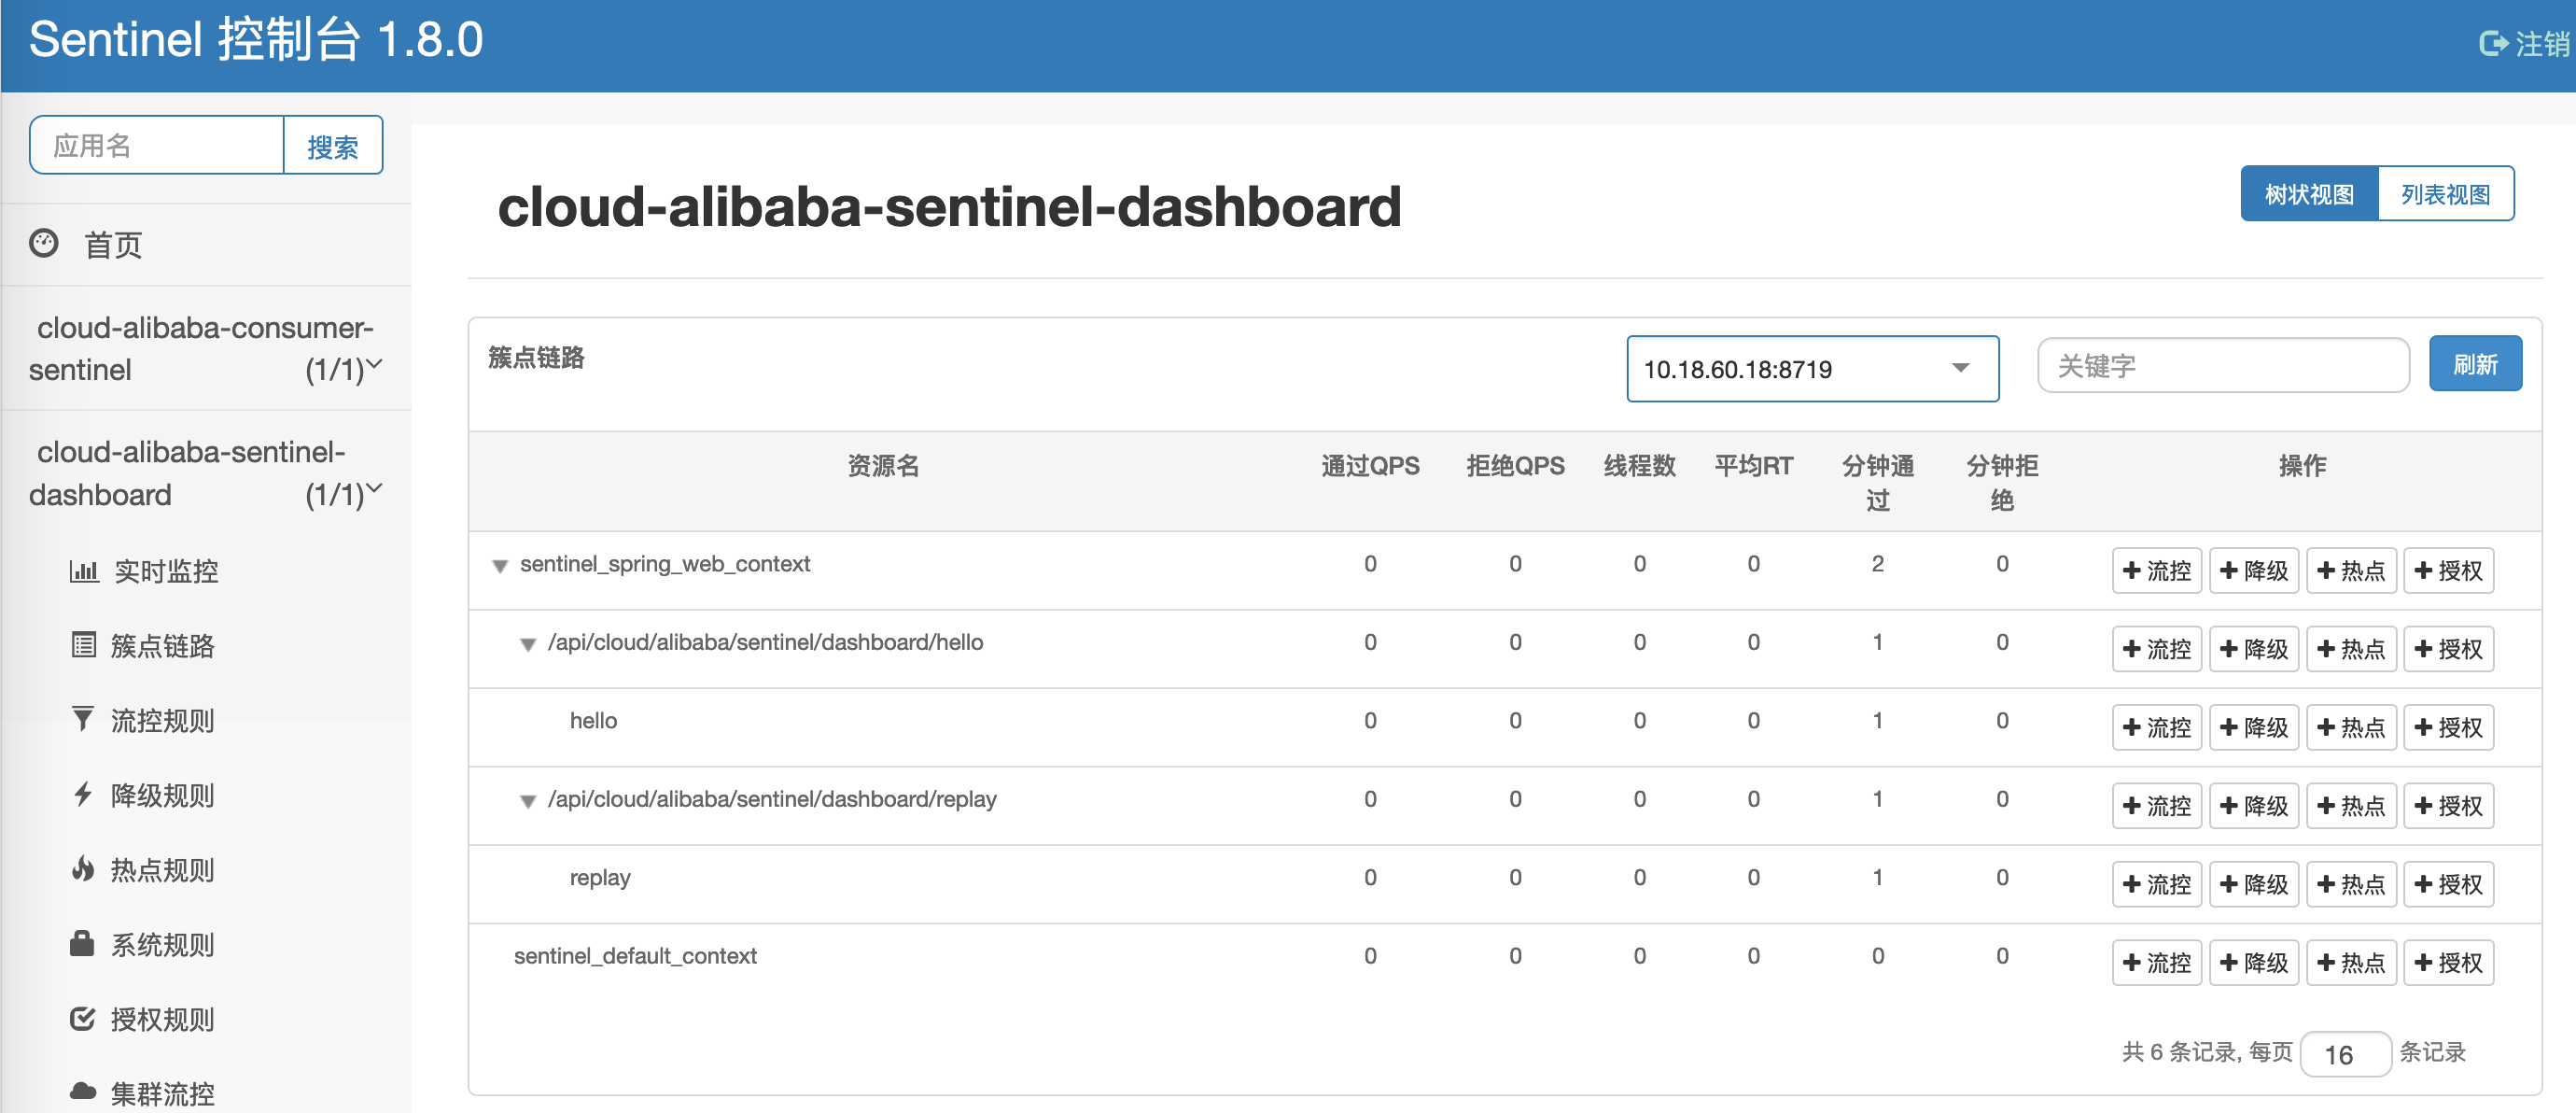 Sentinel 控制台 1.8.0
注销
应用名
搜索
首页
cloud-alibaba-consumer-
sentinel (1/1)
cloud-alibaba-sentinel-
dashboard (1/1)
实时监控
簇点链路
流控规则
降级规则
热点规则
系统规则
授权规则
集群流控
cloud-alibaba-sentinel-dashboard
树状视图 列表视图
簇点链路
10.18.60.18:8719
关键字
刷新
资源名 通过QPS 拒绝QPS 线程数 平均RT 分钟通 分钟拒 操作
过 绝
sentinel_spring_web_context 0 0 0 0 2 0 流控 降级 热点 授权
/api/cloud/alibaba/sentinel/dashboard/hello 0 0 0 0 1 0 流控 降级 热点 授权
hello 0 0 0 0 1 0 流控 降级 热点 授权
/api/cloud/alibaba/sentinel/dashboard/replay 0 0 0 0 1 0 流控 降级 热点 授权
replay 0 0 0 0 1 0 流控 降级 热点 授权
sentinel_default_context 0 0 0 0 0 0 流控 降级 热点 授权
共 6 条记录, 每页 16 条记录